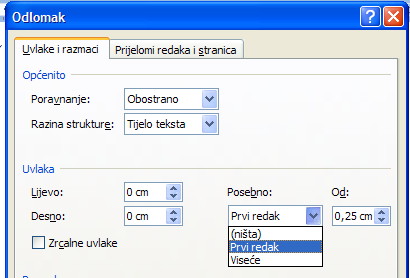 Odlomak
Uvlake i razmaci Prijelomi redaka i stranica
Općenito
Poravnanje: Obostrano
Razina strukture: Tijelo teksta
Uvlaka
Lijevo: 0 cm Posebno: Od:
Desno: 0 cm Prvi redak 0,25 cm
Zrcalne uvlake (ništa)
Prvi redak
Viseće